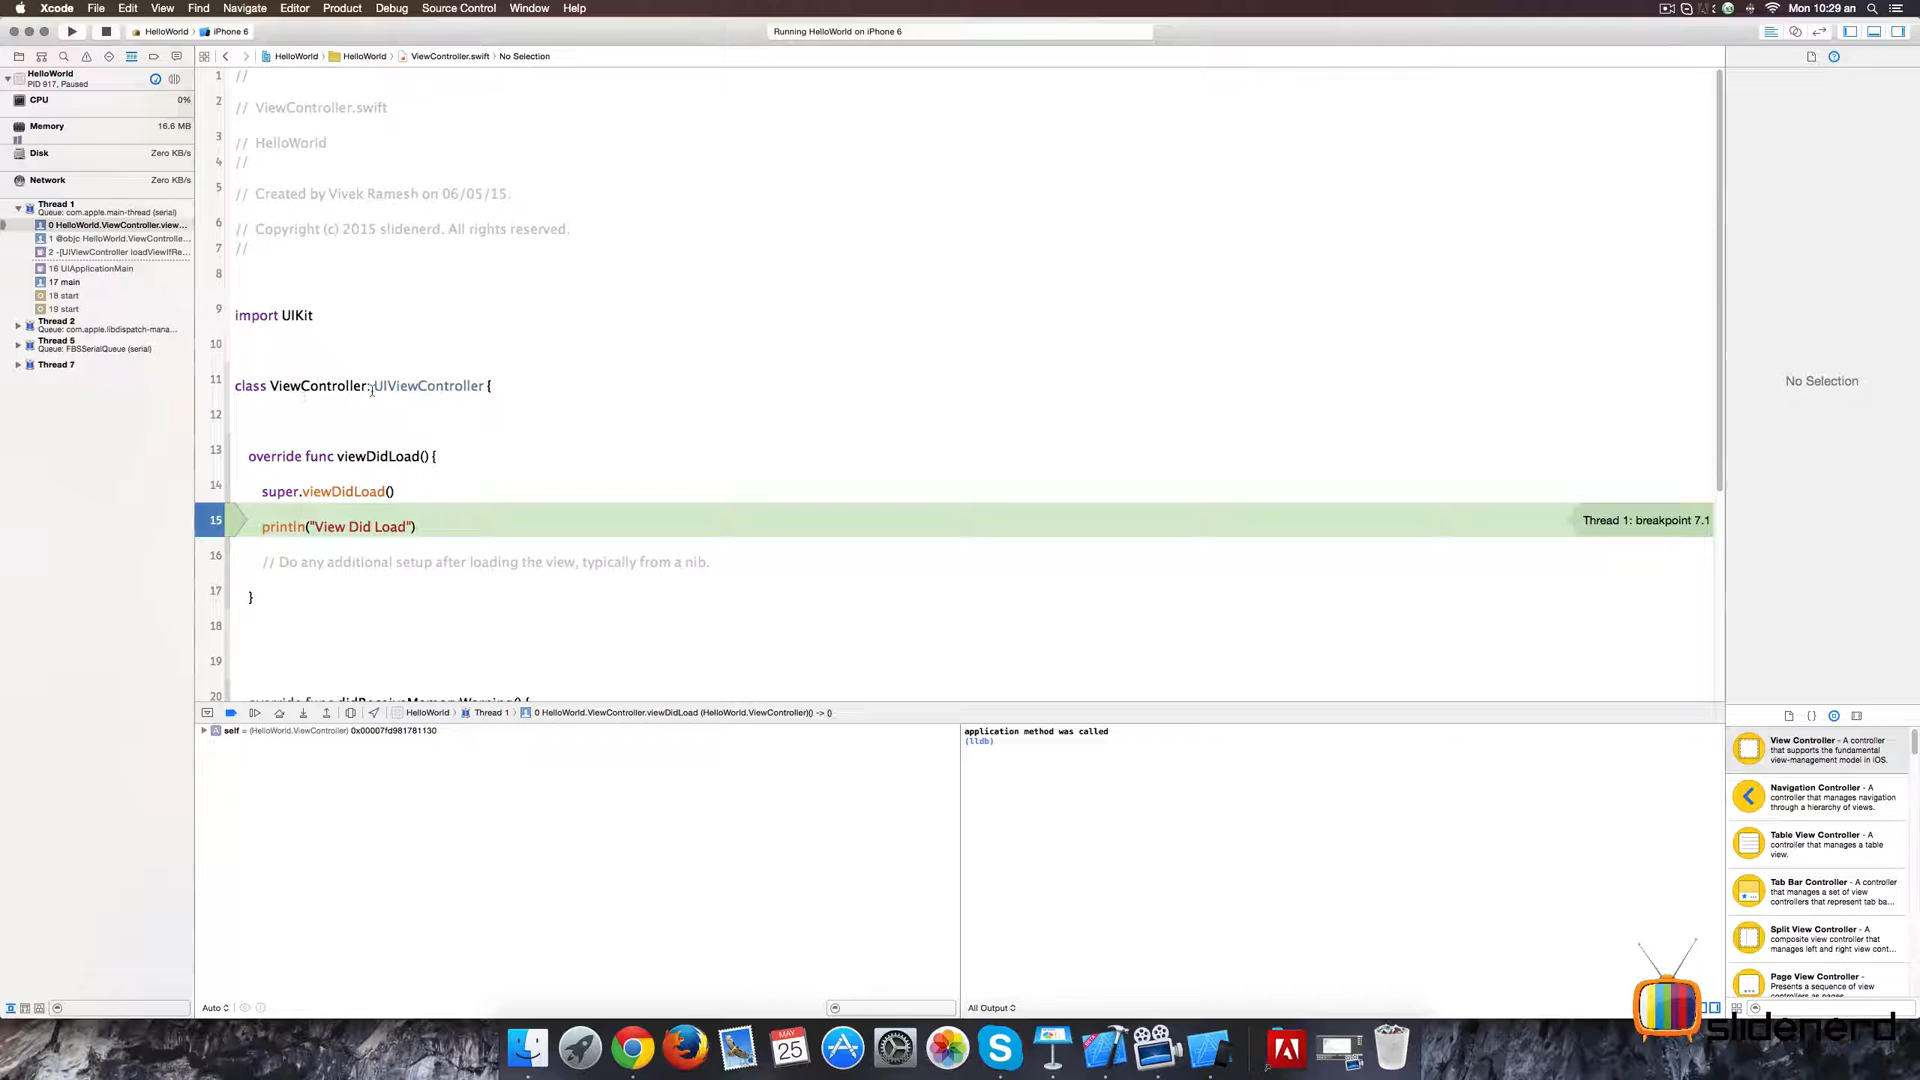 Xcode File Edit View Find Navigate Editor Product Debug Source Control Window Help Mon 10:29 an
HelloWorld iPhone 6 Running HelloWorld on iPhone 6
HelloWorld HelloWorld ViewController.swift No Selection
HelloWorld
PID 917, Paused
CPU 0%
Memory 16.6 MB
Disk Zero KB/s
Network Zero KB/s
Thread 1
Queue: com.apple.main-thread (serial)
0 HelloWorld.ViewController.view...
1 @objc HelloWorld.ViewControlle...
2 -[UIViewController loadViewIfRe...
16 UIApplicationMain
17 main
18 start
19 start
Thread 2
Queue: com.apple.libdispatch-mana...
Thread 5
Queue: FBSSerialQueue (serial)
Thread 7
1 //
2 // ViewController.swift
3 // HelloWorld
4 //
5 // Created by Vivek Ramesh on 06/05/15.
6 // Copyright (c) 2015 slidenerd. All rights reserved.
7 //
8
9 import UIKit
10
11 class ViewController: UIViewController {
12
13 override func viewDidLoad() {
14 super.viewDidLoad()
15 println("View Did Load") Thread 1: breakpoint 7.1
16 // Do any additional setup after loading the view, typically from a nib.
17 }
18
19
20 override func didReceiveMemoryWarning() {
HelloWorld Thread 1 0 HelloWorld.ViewController.viewDidLoad (HelloWorld.ViewController)() -> ()
self = (HelloWorld.ViewController) 0x00007fd981781130
application method was called
(lldb)
Auto
All Output
No Selection
View Controller - A controller
that supports the fundamental
view-management model in iOS.
Navigation Controller - A
controller that manages navigation
through a hierarchy of views.
Table View Controller - A
controller that manages a table
view.
Tab Bar Controller - A controller
that manages a set of view
controllers that represent tab ba...
Split View Controller - A
composite view controller that
manages left and right view cont...
Page View Controller -
Presents a sequence of view
controllers as pages.
MAY
25
slidenerd